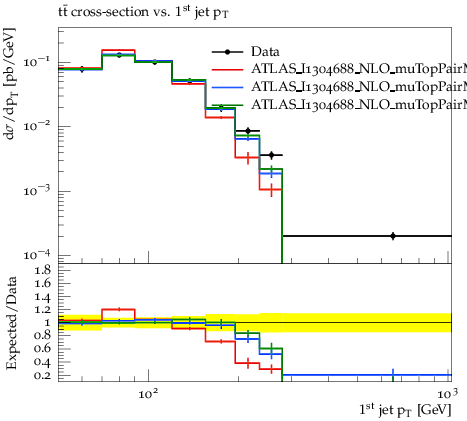 tt̄ cross-section vs. 1st jet pT
dσ/dpT [pb/GeV]
10−1
10−2
10−3
10−4
Data
ATLAS_I1304688_NLO_muTopPairM
ATLAS_I1304688_NLO_muTopPairM
ATLAS_I1304688_NLO_muTopPairM
Expected/Data
1.8
1.6
1.4
1.2
1
0.8
0.6
0.4
0.2
102
103
1st jet pT [GeV]